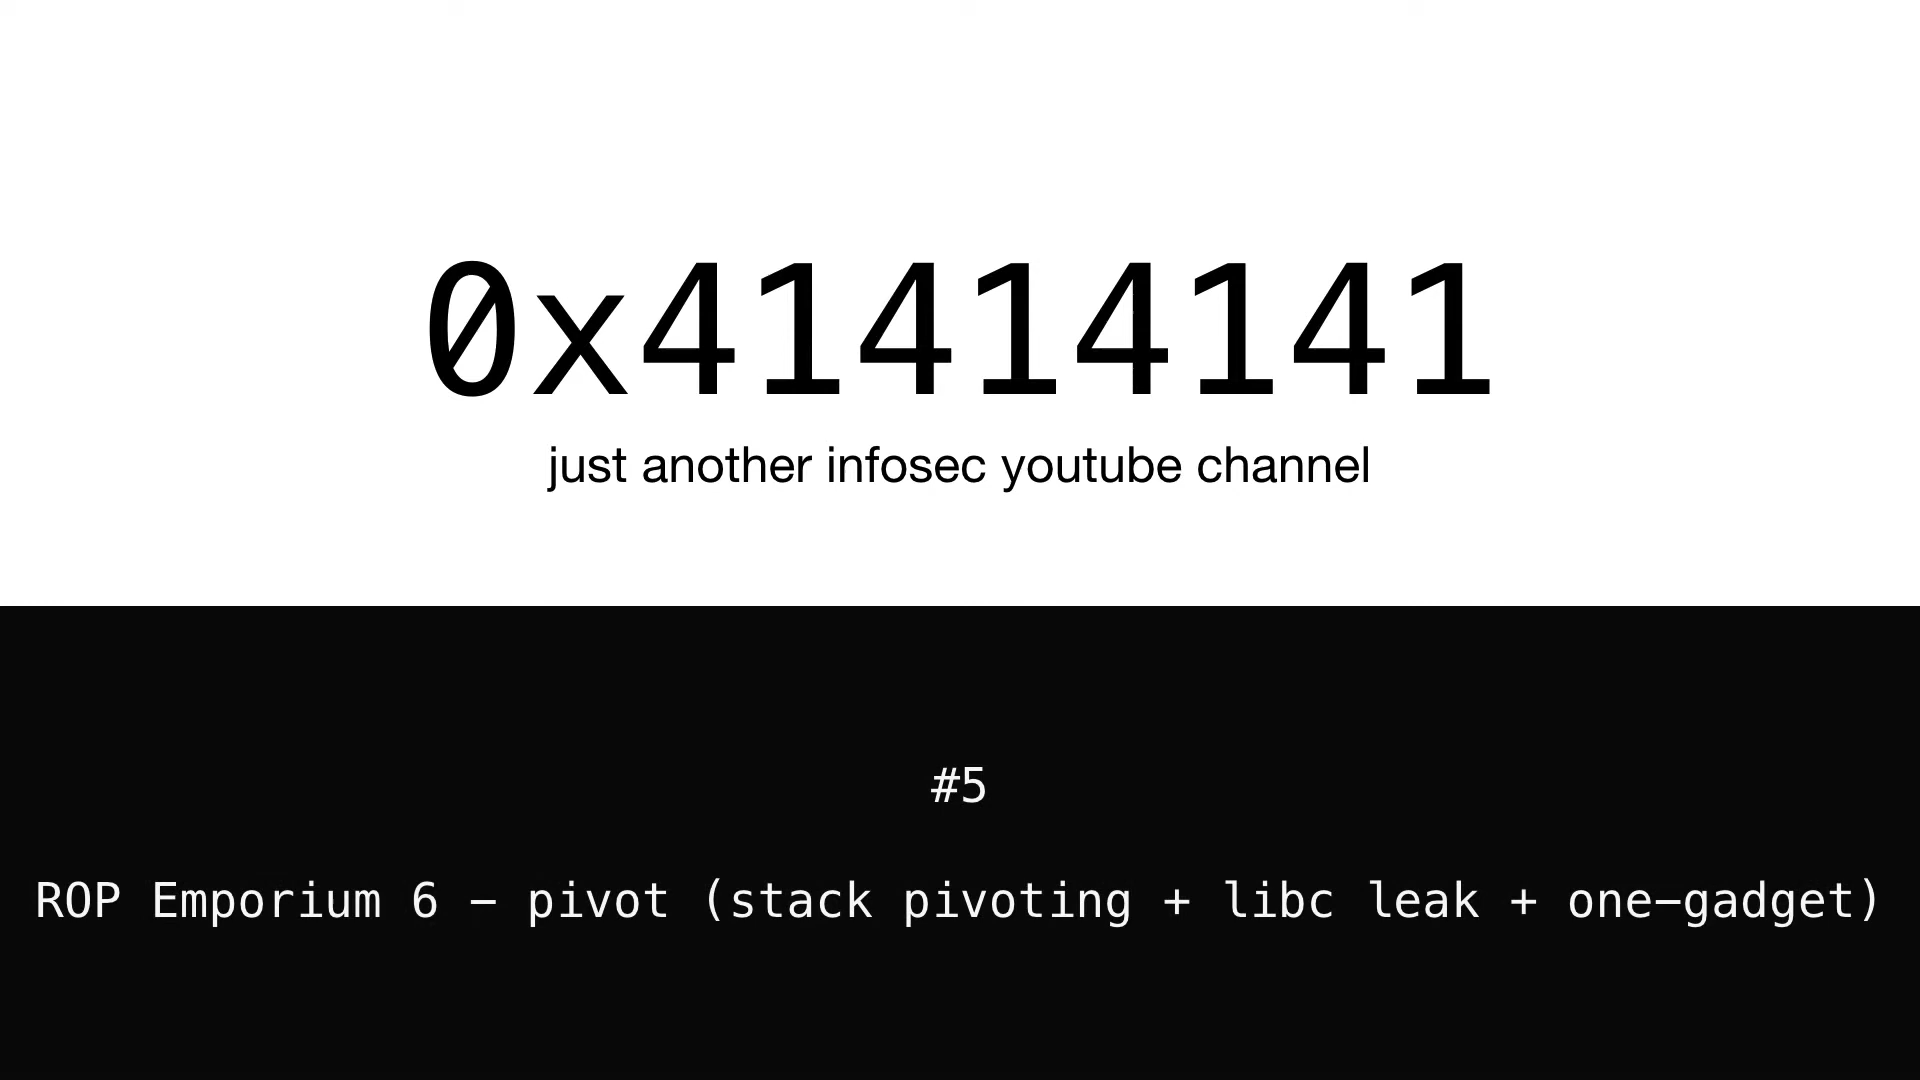 0x41414141
just another infosec youtube channel
#5
ROP Emporium 6 – pivot (stack pivoting + libc leak + one–gadget)